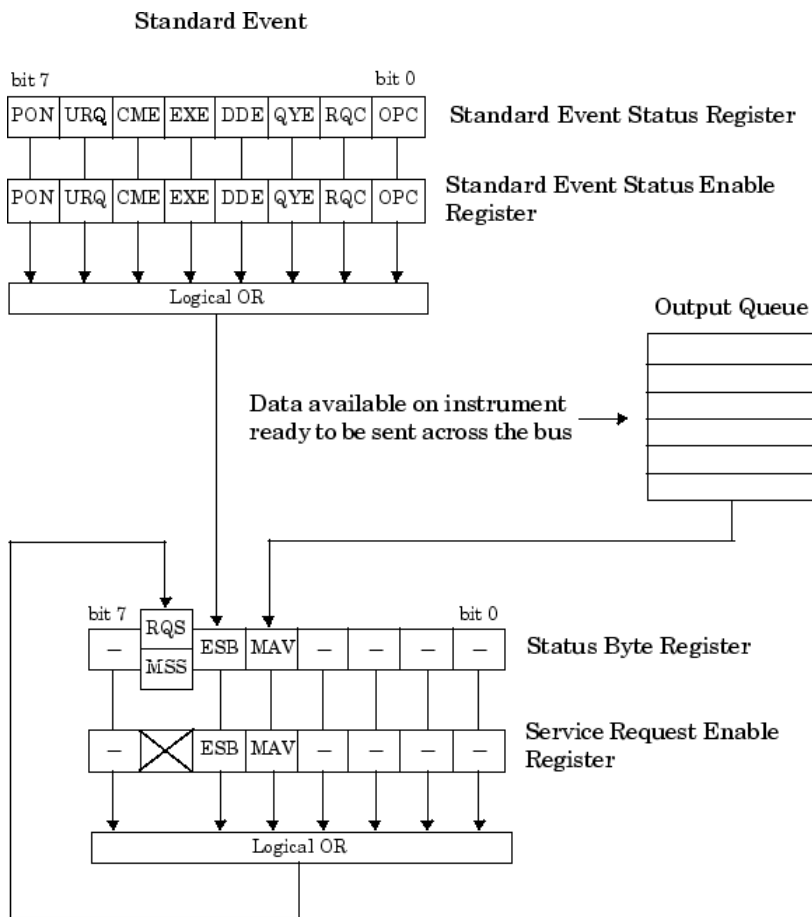 Standard Event
bit 7 bit 0
PON URQ CME EXE DDE QYE RQC OPC Standard Event Status Register
PON URQ CME EXE DDE QYE RQC OPC Standard Event Status Enable
Register
Logical OR
Output Queue
Data available on instrument
ready to be sent across the bus
bit 7 bit 0
RQS
– MSS ESB MAV – – – – Status Byte Register
– ESB MAV – – – – Service Request Enable
Register
Logical OR